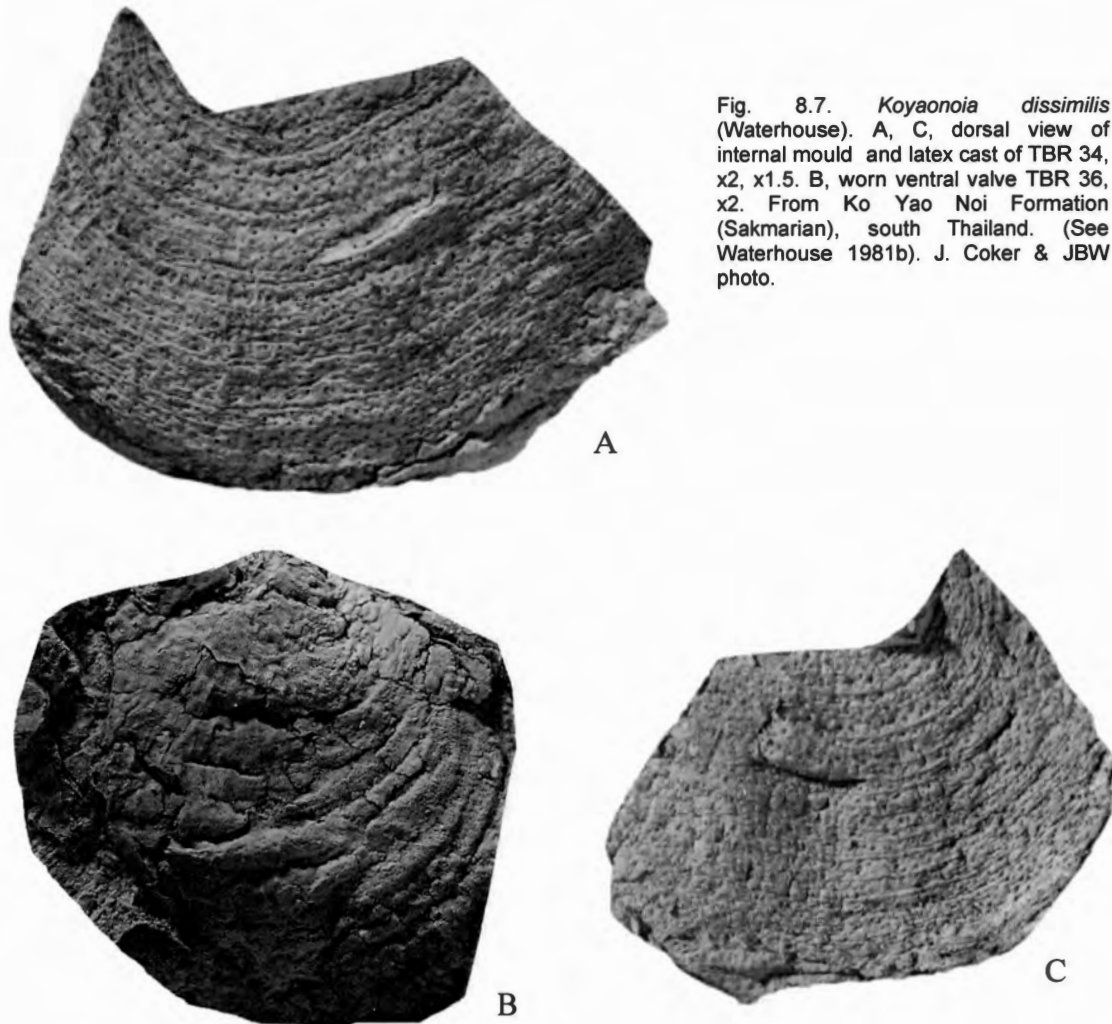 Fig. 8.7. Koyaonoia dissimilis
(Waterhouse). A, C, dorsal view of
internal mould and latex cast of TBR 34,
x2, x1.5. B, worn ventral valve TBR 36,
x2. From Ko Yao Noi Formation
(Sakmarian), south Thailand. (See
Waterhouse 1981b). J. Coker & JBW
photo.
A
B
C